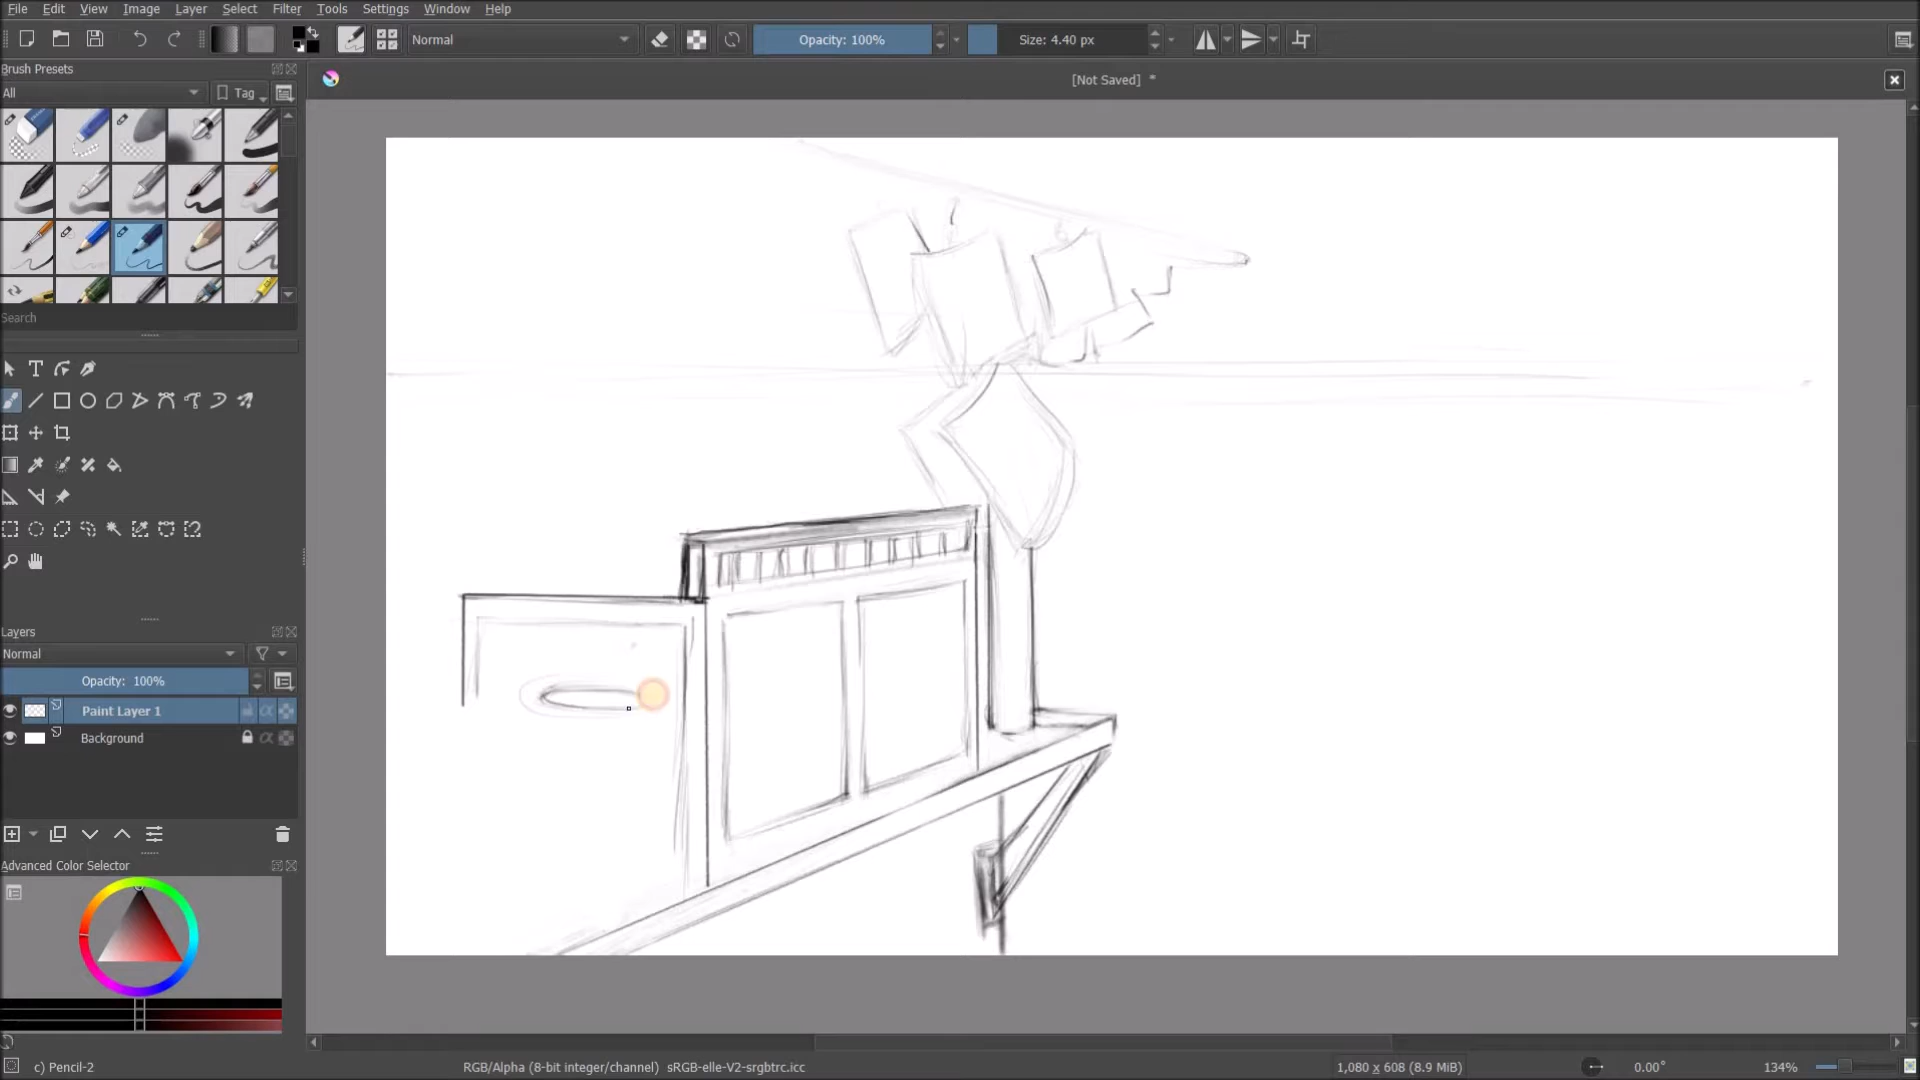 File Edit View Image Layer Select Filter Tools Settings Window Help
Normal Opacity: 100% Size: 4.40 px
Brush Presets
[Not Saved] *
All Tag
Search
Layers
Normal
Opacity: 100%
Paint Layer 1
Background
Advanced Color Selector
c) Pencil-2 RGB/Alpha (8-bit integer/channel) sRGB-elle-V2-srgbtrc.icc 1,080 x 608 (8.9 MiB) 0.00° 134%